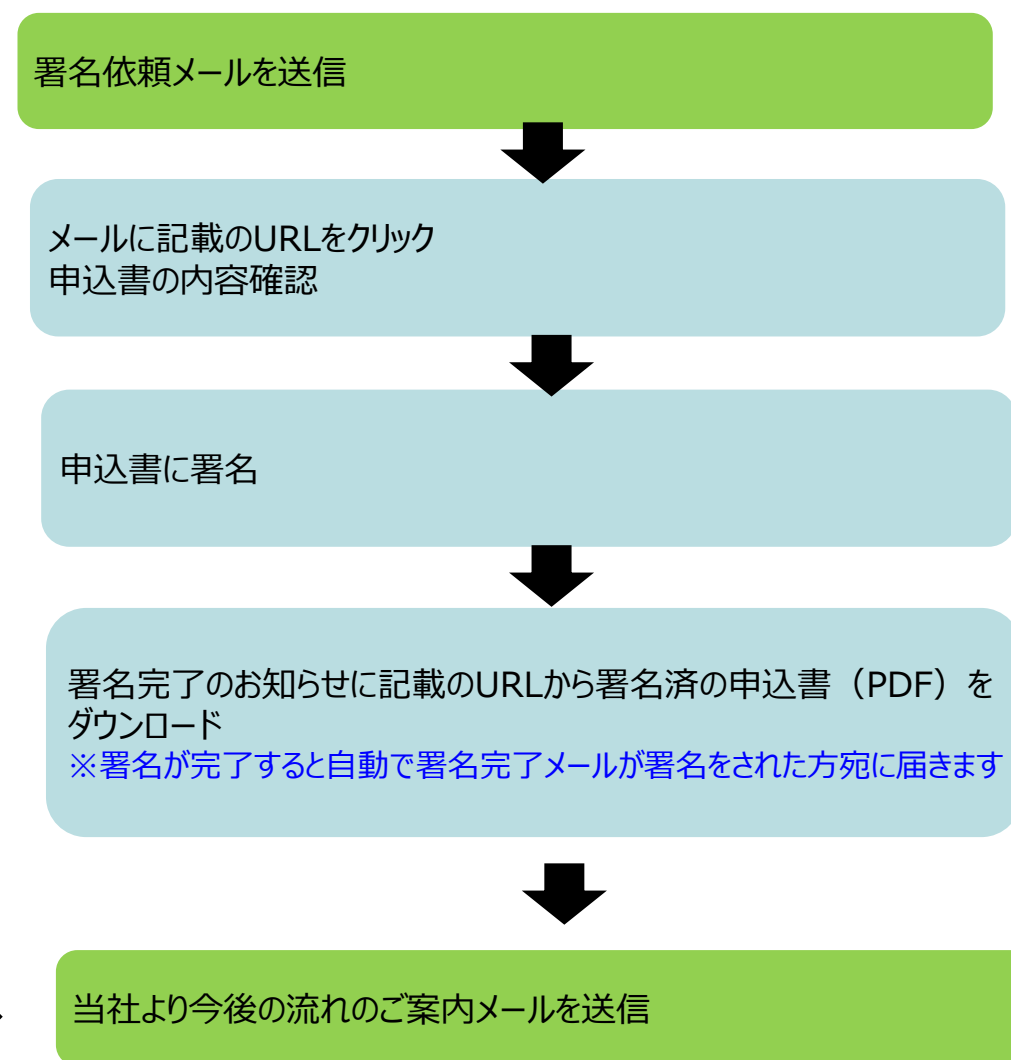 署名依頼メールを送信
メールに記載のURLをクリック
申込書の内容確認
申込書に署名
署名完了のお知らせに記載のURLから署名済の申込書（PDF）を
ダウンロード
※署名が完了すると自動で署名完了メールが署名をされた方宛に届きます
当社より今後の流れのご案内メールを送信